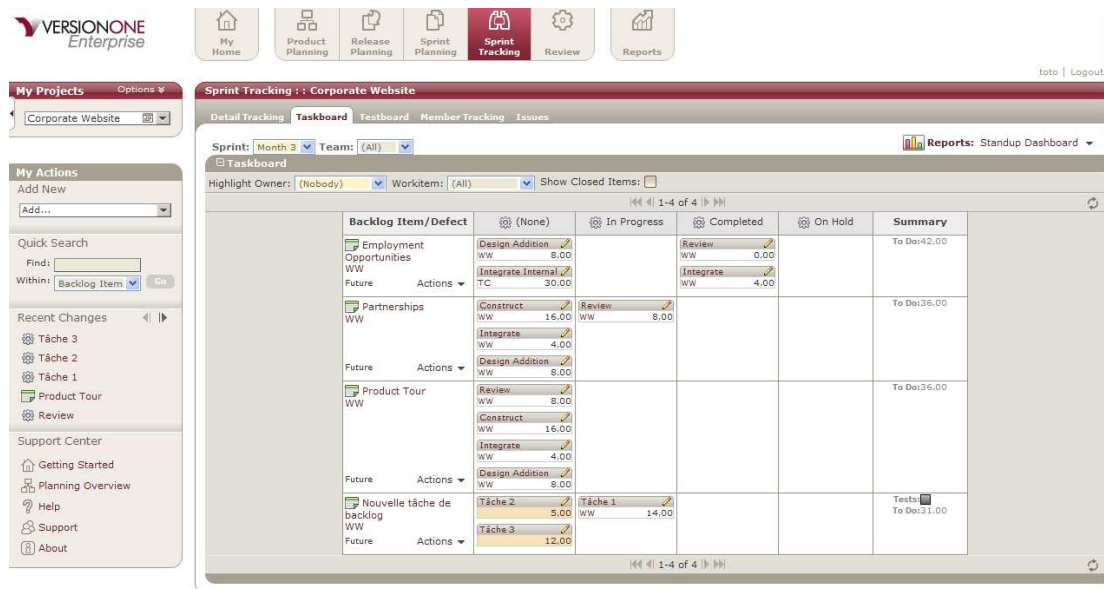 VERSIONONE
Enterprise
My Home
Product Planning
Release Planning
Sprint Planning
Sprint Tracking
Review
Reports
toto | Logout
My Projects Options
Corporate Website
My Actions
Add New
Add...
Quick Search
Find:
Within: Backlog Item Go
Recent Changes
Tâche 3
Tâche 2
Tâche 1
Product Tour
Review
Support Center
Getting Started
Planning Overview
Help
Support
About
Sprint Tracking : : Corporate Website
Detail Tracking Taskboard Testboard Member Tracking Issues
Sprint: Month 3 Team: (All)
Reports: Standup Dashboard
Taskboard
Highlight Owner: (Nobody) Workitem: (All) Show Closed Items:
1-4 of 4
Backlog Item/Defect (None) In Progress Completed On Hold Summary
Employment Opportunities
WW
Future Actions
Design Addition
WW 8,00
Integrate Internal
TC 30,00
Review
WW 0,00
Integrate
WW 4,00
To Do:42,00
Partnerships
WW
Future Actions
Construct
WW 16,00
Integrate
WW 4,00
Design Addition
WW 8,00
Review
WW 8,00
To Do:36,00
Product Tour
WW
Future Actions
Review
WW 8,00
Construct
WW 16,00
Integrate
WW 4,00
Design Addition
WW 8,00
To Do:36,00
Nouvelle tâche de backlog
WW
Future Actions
Tâche 2
5,00
Tâche 3
12,00
Tâche 1
WW 14,00
Tests:
To Do:31,00
1-4 of 4